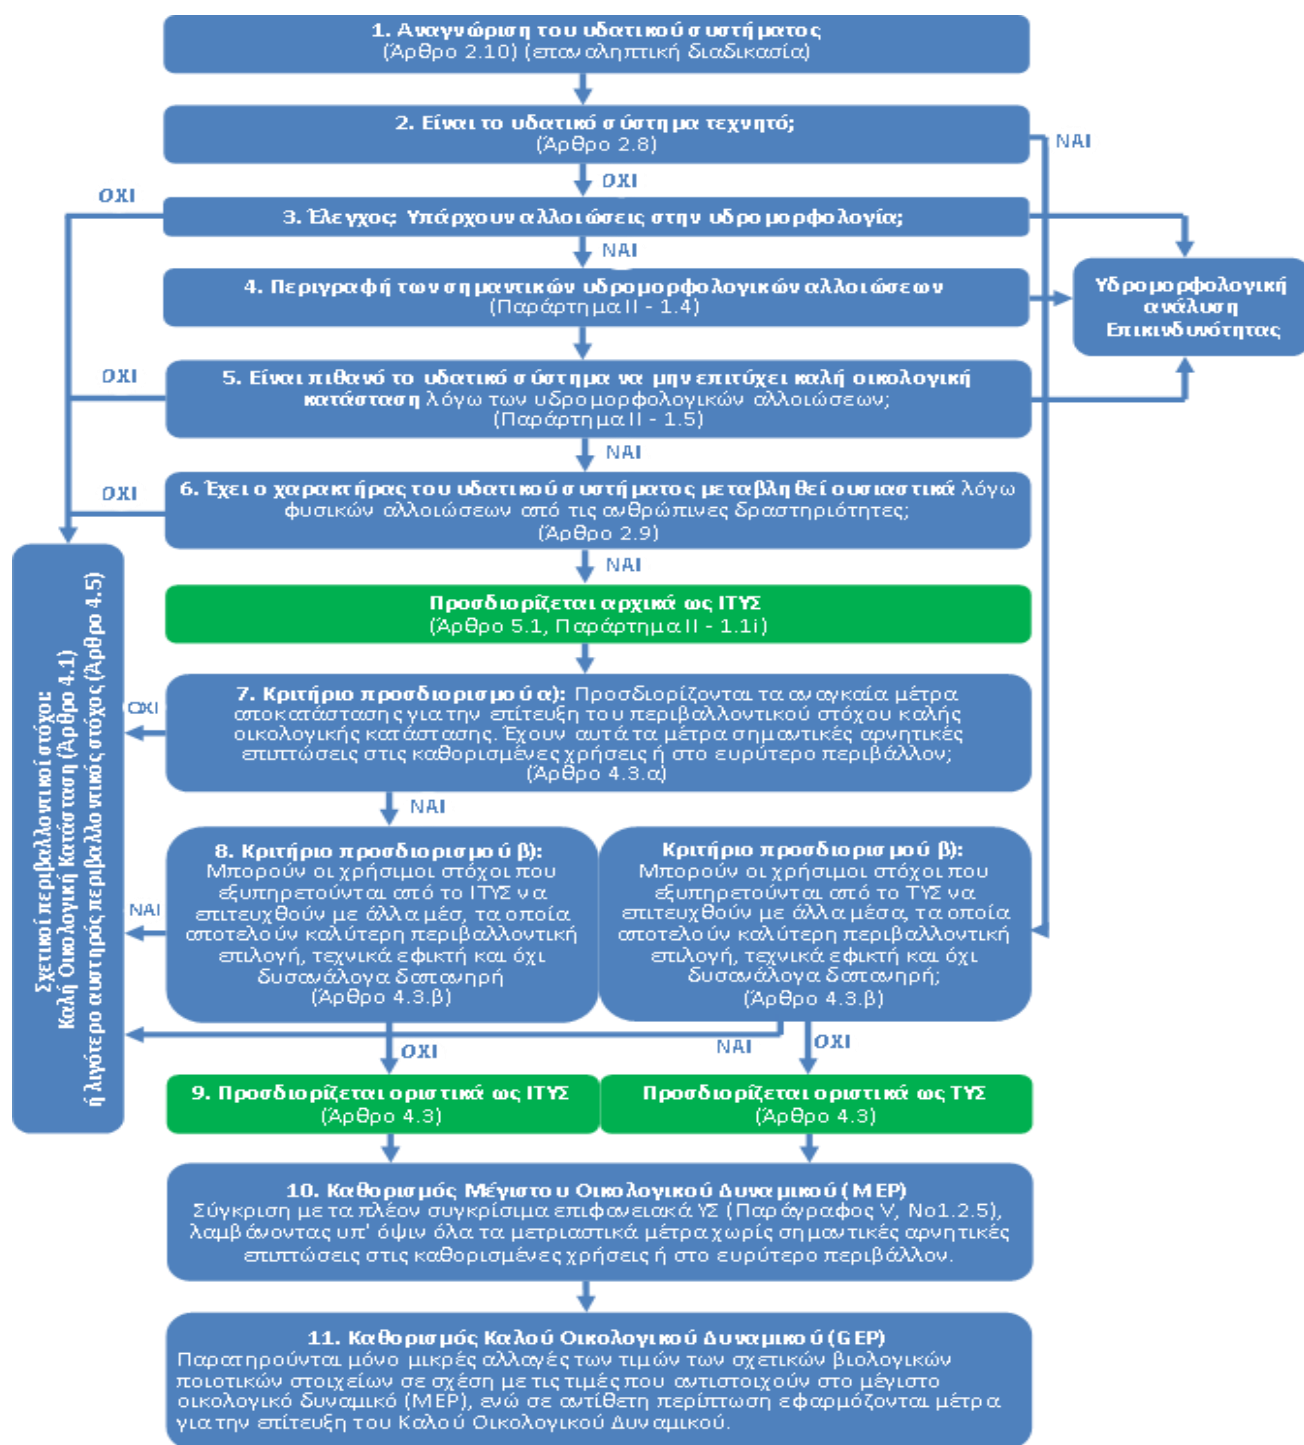 1. Αναγνώριση του υδατικού συστήματος
(Άρθρο 2.10) (επαναληπτική διαδικασία)
2. Είναι το υδατικό σύστημα τεχνητό;
(Άρθρο 2.8)
ΝΑΙ
ΟΧΙ
ΟΧΙ
3. Έλεγχος: Υπάρχουν αλλοιώσεις στην υδρομορφολογία;
ΝΑΙ
4. Περιγραφή των σημαντικών υδρομορφολογικών αλλοιώσεων
(Παράρτημα ΙΙ - 1.4)
Υδρομορφολογική
ανάλυση
Επικινδυνότητας
ΟΧΙ
5. Είναι πιθανό το υδατικό σύστημα να μην επιτύχει καλή οικολογική
κατάσταση λόγω των υδρομορφολογικών αλλοιώσεων;
(Παράρτημα ΙΙ - 1.5)
ΝΑΙ
ΟΧΙ
6. Έχει ο χαρακτήρας του υδατικού συστήματος μεταβληθεί ουσιαστικά λόγω
φυσικών αλλοιώσεων από τις ανθρώπινες δραστηριότητες;
(Άρθρο 2.9)
ΝΑΙ
Προσδιορίζεται αρχικά ως ΙΤΥΣ
(Άρθρο 5.1, Παράρτημα ΙΙ - 1.1i)
Σχετικοί περιβαλλοντικοί στόχοι:
Καλή Οικολογική Κατάσταση (Άρθρο 4.1)
ή λιγότερο αυστηρός περιβαλλοντικός στόχος (Άρθρο 4.5)
ΟΧΙ
7. Κριτήριο προσδιορισμού α): Προσδιορίζονται τα αναγκαία μέτρα
αποκατάστασης για την επίτευξη του περιβαλλοντικού στόχου καλής
οικολογικής κατάστασης. Έχουν αυτά τα μέτρα σημαντικές αρνητικές
επιπτώσεις στις καθορισμένες χρήσεις ή στο ευρύτερο περιβάλλον;
(Άρθρο 4.3.α)
ΝΑΙ
8. Κριτήριο προσδιορισμού β):
Μπορούν οι χρήσιμοι στόχοι που
εξυπηρετούνται από το ΙΤΥΣ να
επιτευχθούν με άλλα μέσ, τα οποία
αποτελούν καλύτερη περιβαλλοντική
επιλογή, τεχνικά εφικτή και όχι
δυσανάλογα δαπανηρή
(Άρθρο 4.3.β)
ΝΑΙ
Κριτήριο προσδιορισμού β):
Μπορούν οι χρήσιμοι στόχοι που
εξυπηρετούνται από το ΤΥΣ να
επιτευχθούν με άλλα μέσα, τα οποία
αποτελούν καλύτερη περιβαλλοντική
επιλογή, τεχνικά εφικτή και όχι
δυσανάλογα δαπανηρή;
(Άρθρο 4.3.β)
ΟΧΙ
ΝΑΙ
ΟΧΙ
9. Προσδιορίζεται οριστικά ως ΙΤΥΣ
(Άρθρο 4.3)
Προσδιορίζεται οριστικά ως ΤΥΣ
(Άρθρο 4.3)
10. Καθορισμός Μέγιστου Οικολογικού Δυναμικού (MEP)
Σύγκριση με τα πλέον συγκρίσιμα επιφανειακά ΥΣ (Παράγραφος V, No1.2.5),
λαμβάνοντας υπ' όψιν όλα τα μετριαστικά μέτρα χωρίς σημαντικές αρνητικές
επιπτώσεις στις καθορισμένες χρήσεις ή στο ευρύτερο περιβάλλον.
11. Καθορισμός Καλού Οικολογικού Δυναμικού (GEP)
Παρατηρούνται μόνο μικρές αλλαγές των τιμών των σχετικών βιολογικών
ποιοτικών στοιχείων σε σχέση με τις τιμές που αντιστοιχούν στο μέγιστο
οικολογικό δυναμικό (MEP), ενώ σε αντίθετη περίπτωση εφαρμόζονται μέτρα
για την επίτευξη του Καλού Οικολογικού Δυναμικού.